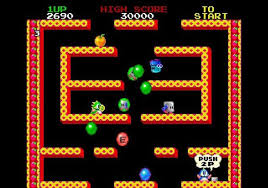 1UP HIGH SCORE TO
2690 30000 START
PUSH
2P